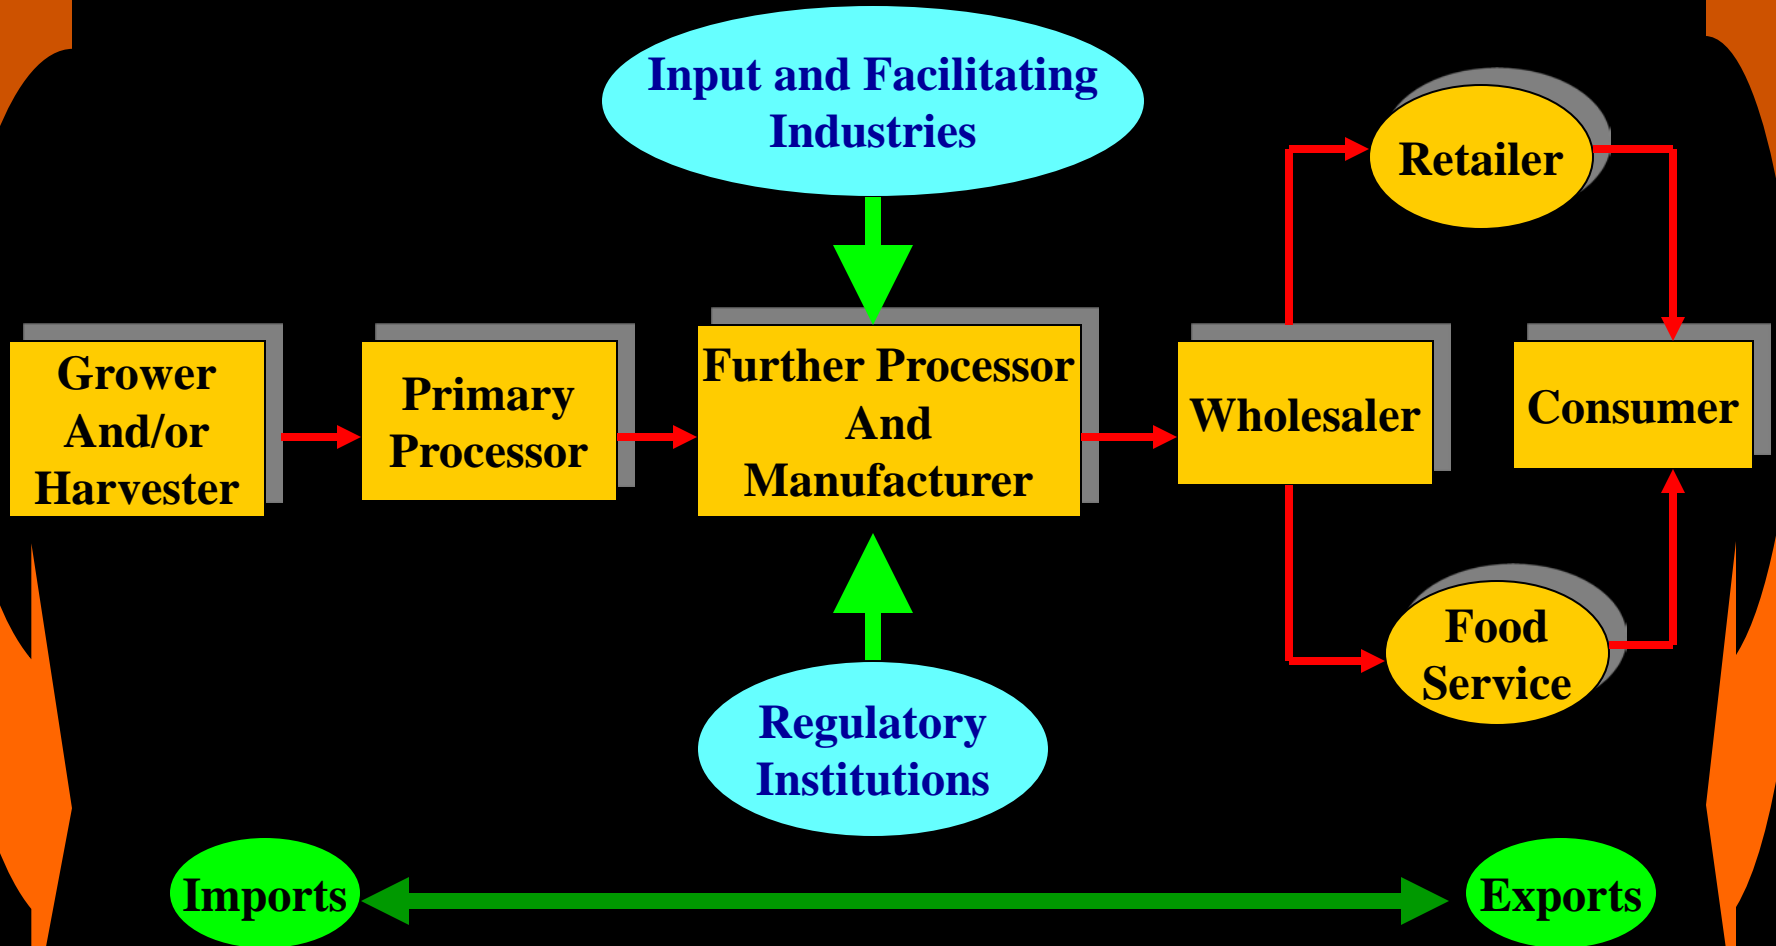 Input and Facilitating
Industries
Retailer
Grower
And/or
Harvester
Primary
Processor
Further Processor
And
Manufacturer
Wholesaler
Consumer
Food
Service
Regulatory
Institutions
Imports
Exports